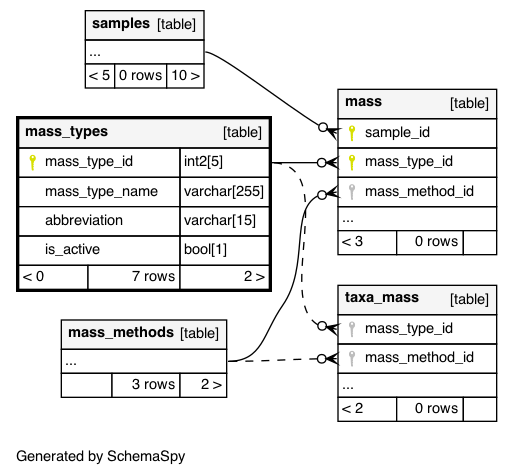 samples [table]
...
< 5 0 rows 10 >
mass_types [table]
mass_type_id int2[5]
mass_type_name varchar[255]
abbreviation varchar[15]
is_active bool[1]
< 0 7 rows 2 >
mass_methods [table]
...
3 rows 2 >
mass [table]
sample_id
mass_type_id
mass_method_id
...
< 3 0 rows
taxa_mass [table]
mass_type_id
mass_method_id
...
< 2 0 rows
Generated by SchemaSpy